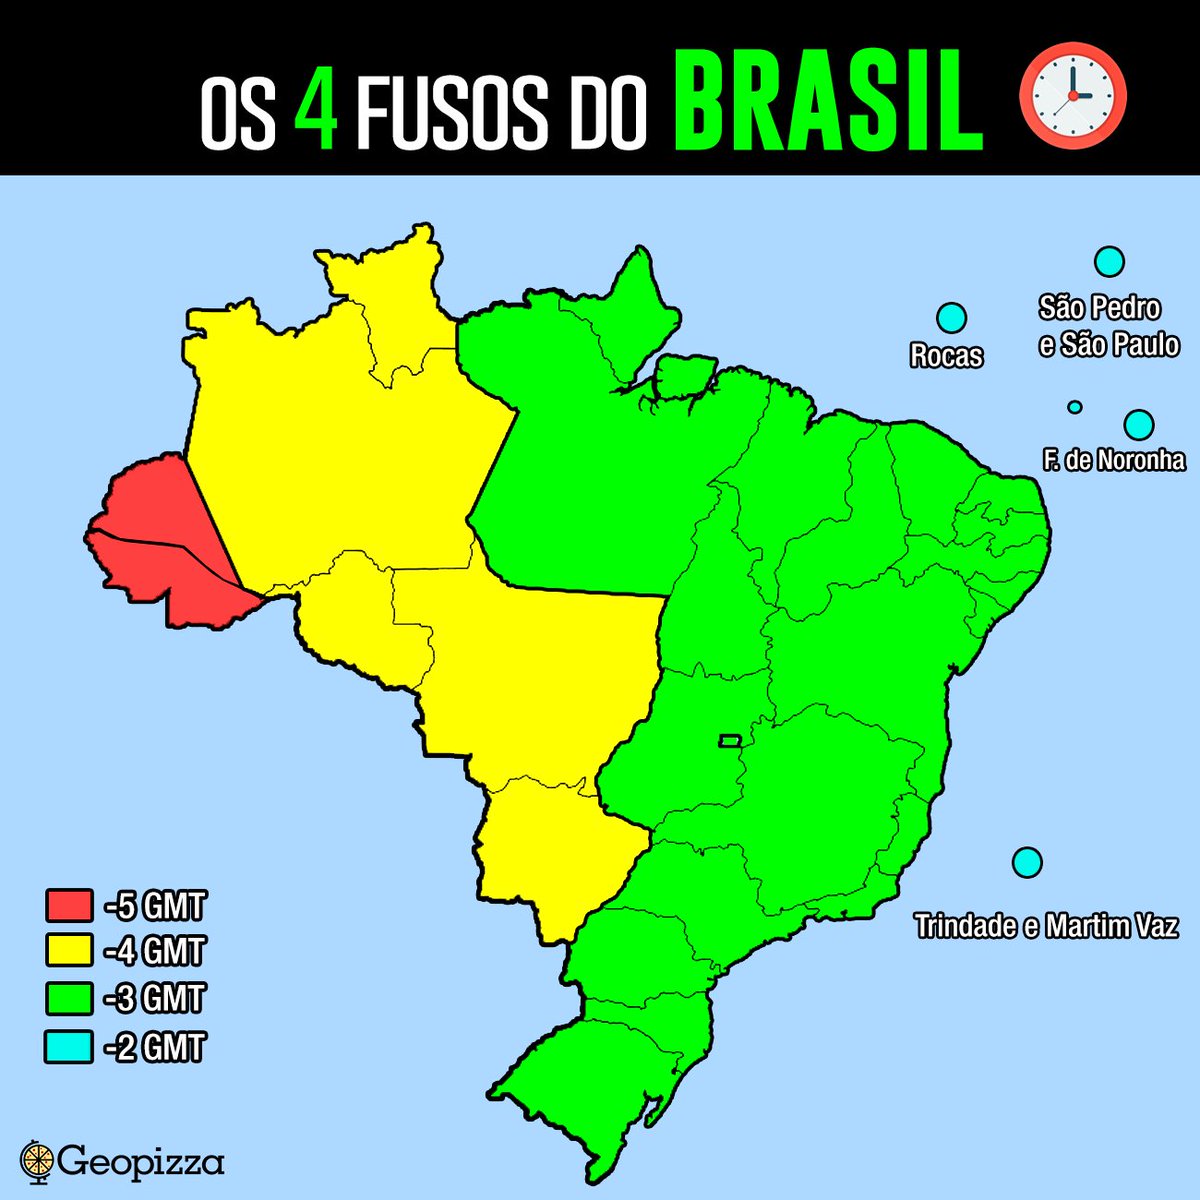 OS 4 FUSOS DO BRASIL
São Pedro
e São Paulo
Rocas
F. de Noronha
Trindade e Martim Vaz
-5 GMT
-4 GMT
-3 GMT
-2 GMT
Geopizza